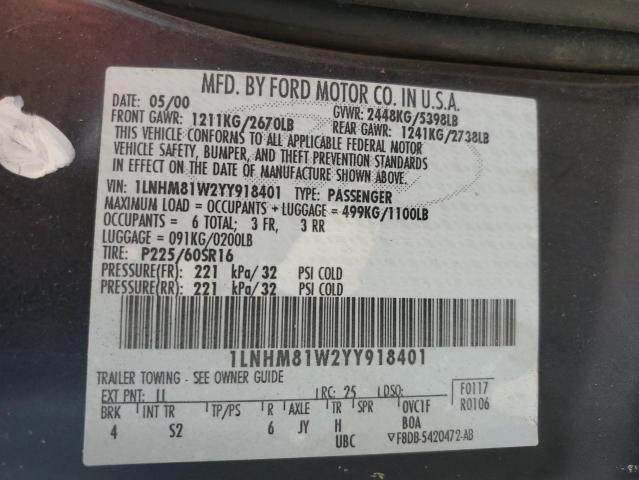 MFD. BY FORD MOTOR CO. IN U.S.A.
DATE: 05/00 GVWR: 2448KG/5398LB
FRONT GAWR: 1211KG/2670LB REAR GAWR: 1241KG/2738LB
THIS VEHICLE CONFORMS TO ALL APPLICABLE FEDERAL MOTOR
VEHICLE SAFETY, BUMPER, AND THEFT PREVENTION STANDARDS
IN EFFECT ON THE DATE OF MANUFACTURE SHOWN ABOVE.
VIN: 1LNHM81W2YY918401 TYPE: PASSENGER
MAXIMUM LOAD = OCCUPANTS + LUGGAGE = 499KG/1100LB
OCCUPANTS = 6 TOTAL; 3 FR, 3 RR
LUGGAGE = 091KG/0200LB
TIRE: P225/60SR16
PRESSURE(FR): 221 kPa/32 PSI COLD
PRESSURE(RR): 221 kPa/32 PSI COLD
1LNHM81W2YY918401
TRAILER TOWING - SEE OWNER GUIDE
EXT PNT: II RC: 25 DSO: F0117
BRK INT TR TP/PS R AXLE TR SPR OVC1F R0106
4 S2 6 JY H BOA
UBC ▽F8DB-5420472-AB